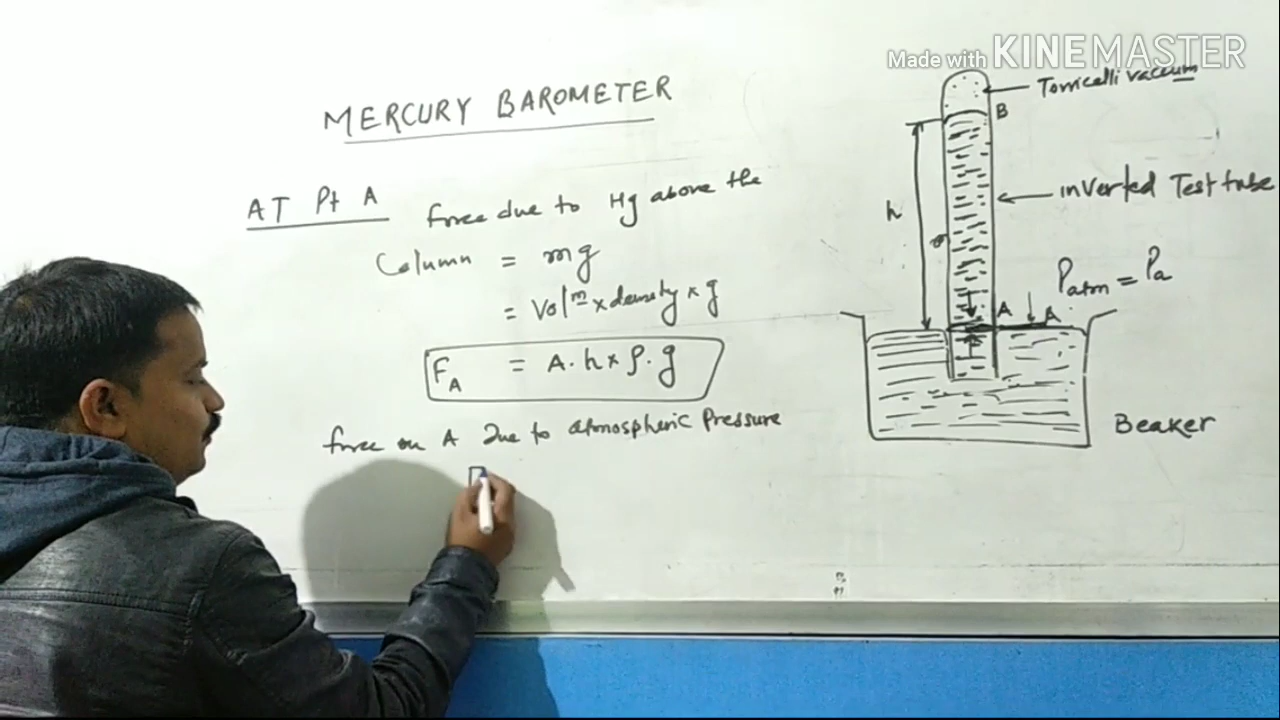 Made with KINEMASTER
MERCURY BAROMETER
AT Pt A force due to Hg above the
Column = mg
= Vol m × density × g
F_A = A.h × ρ.g
force on A Due to atmospheric Pressure
Torricelli vaccum
B
inverted Test tube
h
P_atm = P_a
A A
Beaker